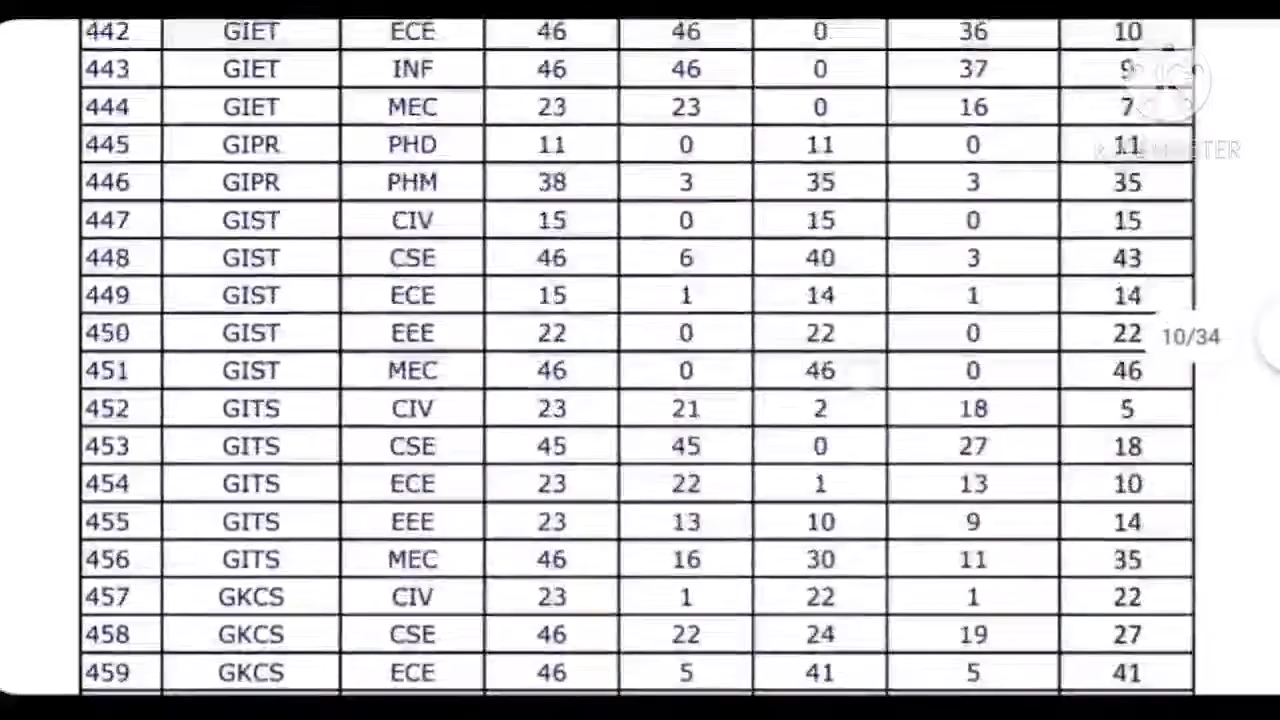 442 GIET ECE 46 46 0 36 10
443 GIET INF 46 46 0 37 9
444 GIET MEC 23 23 0 16 7
445 GIPR PHD 11 0 11 0 11
446 GIPR PHM 38 3 35 3 35
447 GIST CIV 15 0 15 0 15
448 GIST CSE 46 6 40 3 43
449 GIST ECE 15 1 14 1 14
450 GIST EEE 22 0 22 0 22
10/34
451 GIST MEC 46 0 46 0 46
452 GITS CIV 23 21 2 18 5
453 GITS CSE 45 45 0 27 18
454 GITS ECE 23 22 1 13 10
455 GITS EEE 23 13 10 9 14
456 GITS MEC 46 16 30 11 35
457 GKCS CIV 23 1 22 1 22
458 GKCS CSE 46 22 24 19 27
459 GKCS ECE 46 5 41 5 41